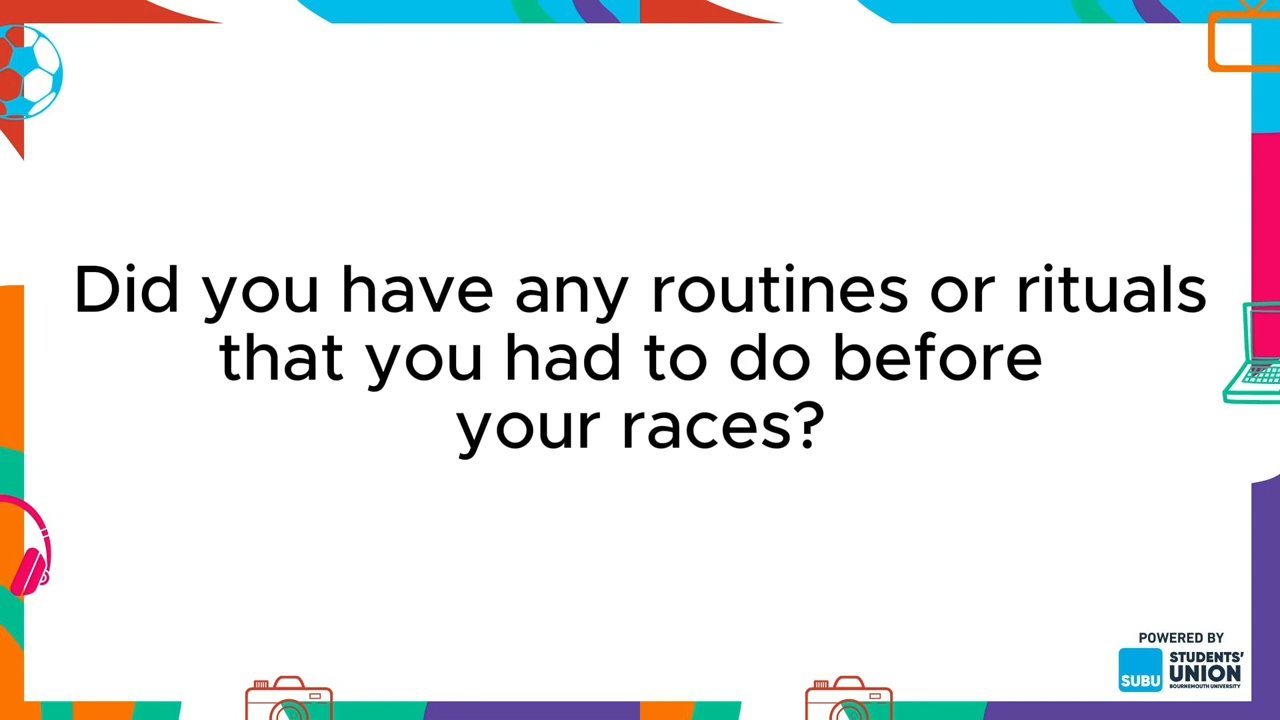 Did you have any routines or rituals
that you had to do before
your races?
POWERED BY
SUBU
STUDENTS'
UNION
BOURNEMOUTH UNIVERSITY